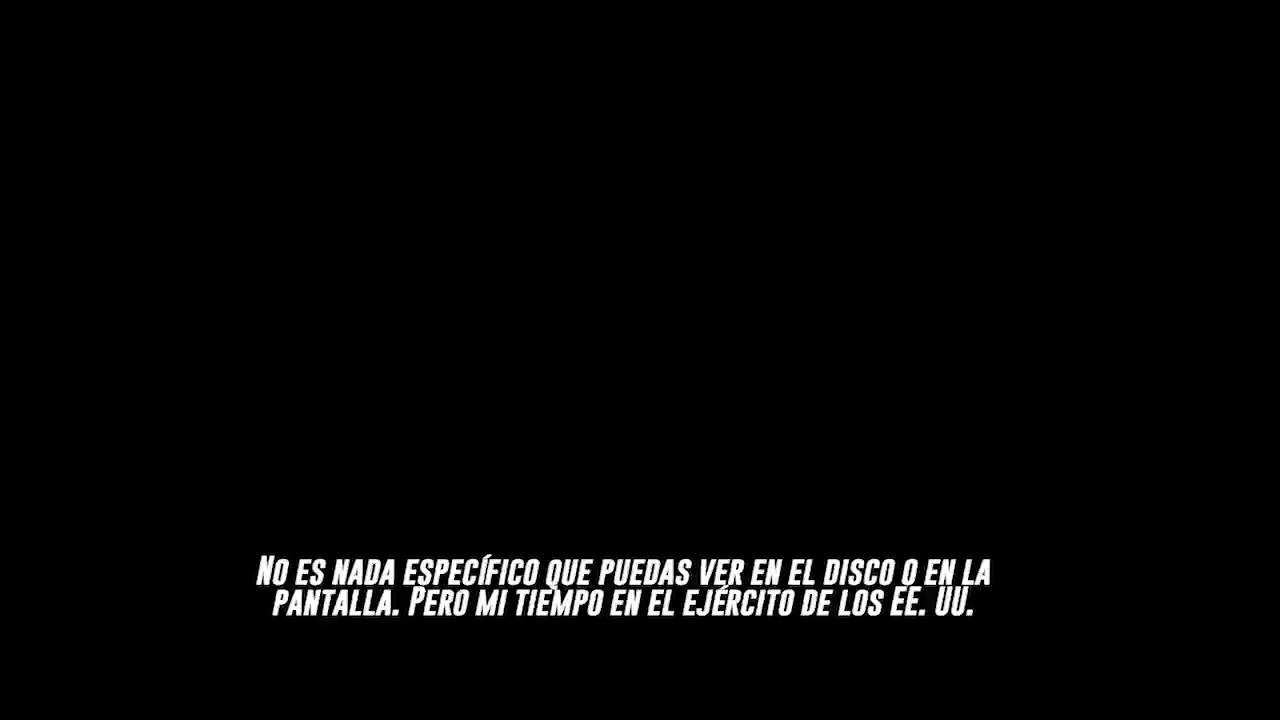 No es nada específico que puedas ver en el disco o en la
pantalla. Pero mi tiempo en el ejército de los EE. UU.